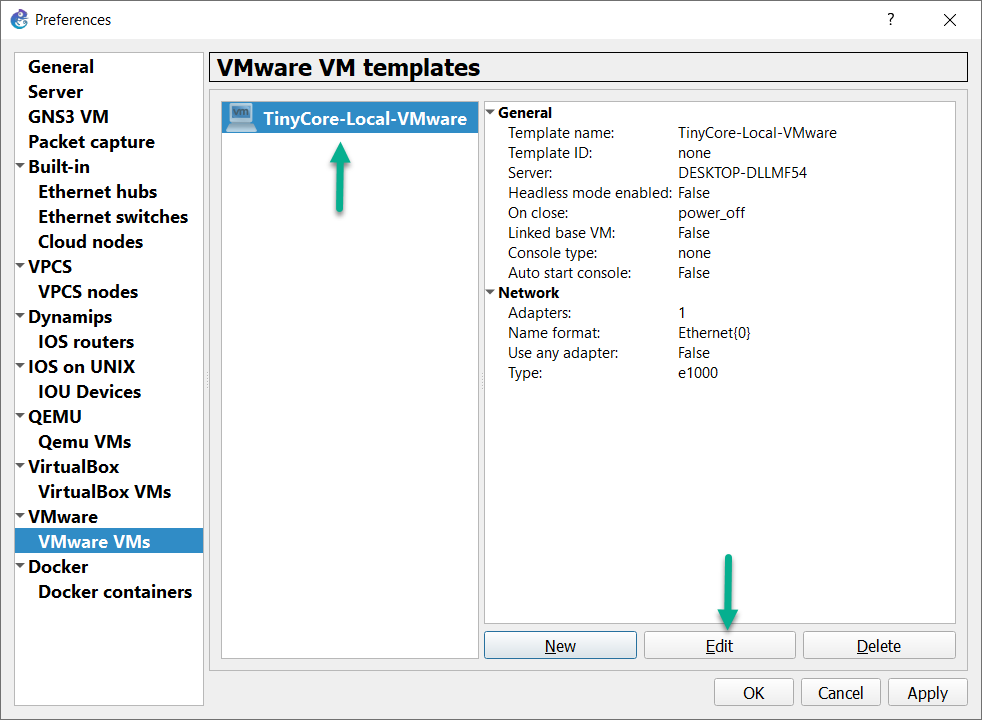 Preferences
?
General
Server
GNS3 VM
Packet capture
Built-in
Ethernet hubs
Ethernet switches
Cloud nodes
VPCS
VPCS nodes
Dynamips
IOS routers
IOS on UNIX
IOU Devices
QEMU
Qemu VMs
VirtualBox
VirtualBox VMs
VMware
VMware VMs
Docker
Docker containers
VMware VM templates
vm TinyCore-Local-VMware
General
Template name: TinyCore-Local-VMware
Template ID: none
Server: DESKTOP-DLLMF54
Headless mode enabled: False
On close: power_off
Linked base VM: False
Console type: none
Auto start console: False
Network
Adapters: 1
Name format: Ethernet{0}
Use any adapter: False
Type: e1000
New Edit Delete
OK Cancel Apply